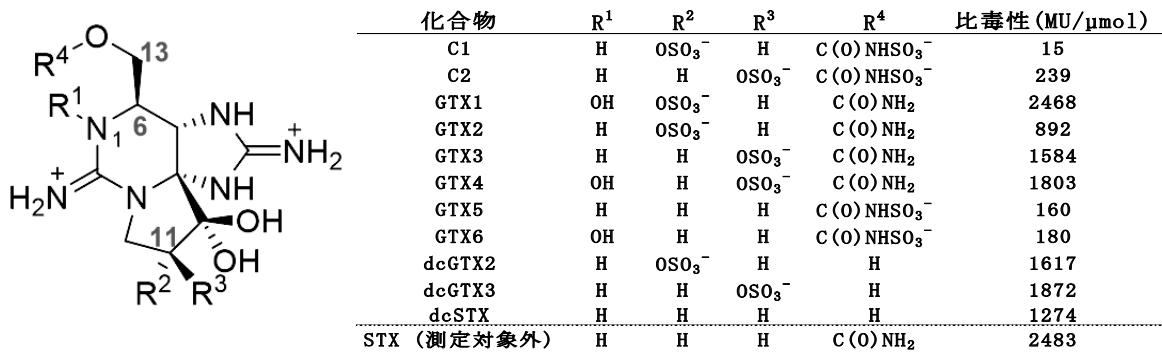 R⁴ O 13
R¹
N 1 6 NH
+ NH₂
+ H₂N N NH
OH
11 OH
R² R³
化合物 R¹ R² R³ R⁴ 比毒性(MU/μmol)
C1 H OSO₃⁻ H C(O)NHSO₃⁻ 15
C2 H H OSO₃⁻ C(O)NHSO₃⁻ 239
GTX1 OH OSO₃⁻ H C(O)NH₂ 2468
GTX2 H OSO₃⁻ H C(O)NH₂ 892
GTX3 H H OSO₃⁻ C(O)NH₂ 1584
GTX4 OH H OSO₃⁻ C(O)NH₂ 1803
GTX5 H H H C(O)NHSO₃⁻ 160
GTX6 OH H H C(O)NHSO₃⁻ 180
dcGTX2 H OSO₃⁻ H H 1617
dcGTX3 H H OSO₃⁻ H 1872
dcSTX H H H H 1274
STX (測定対象外) H H H C(O)NH₂ 2483